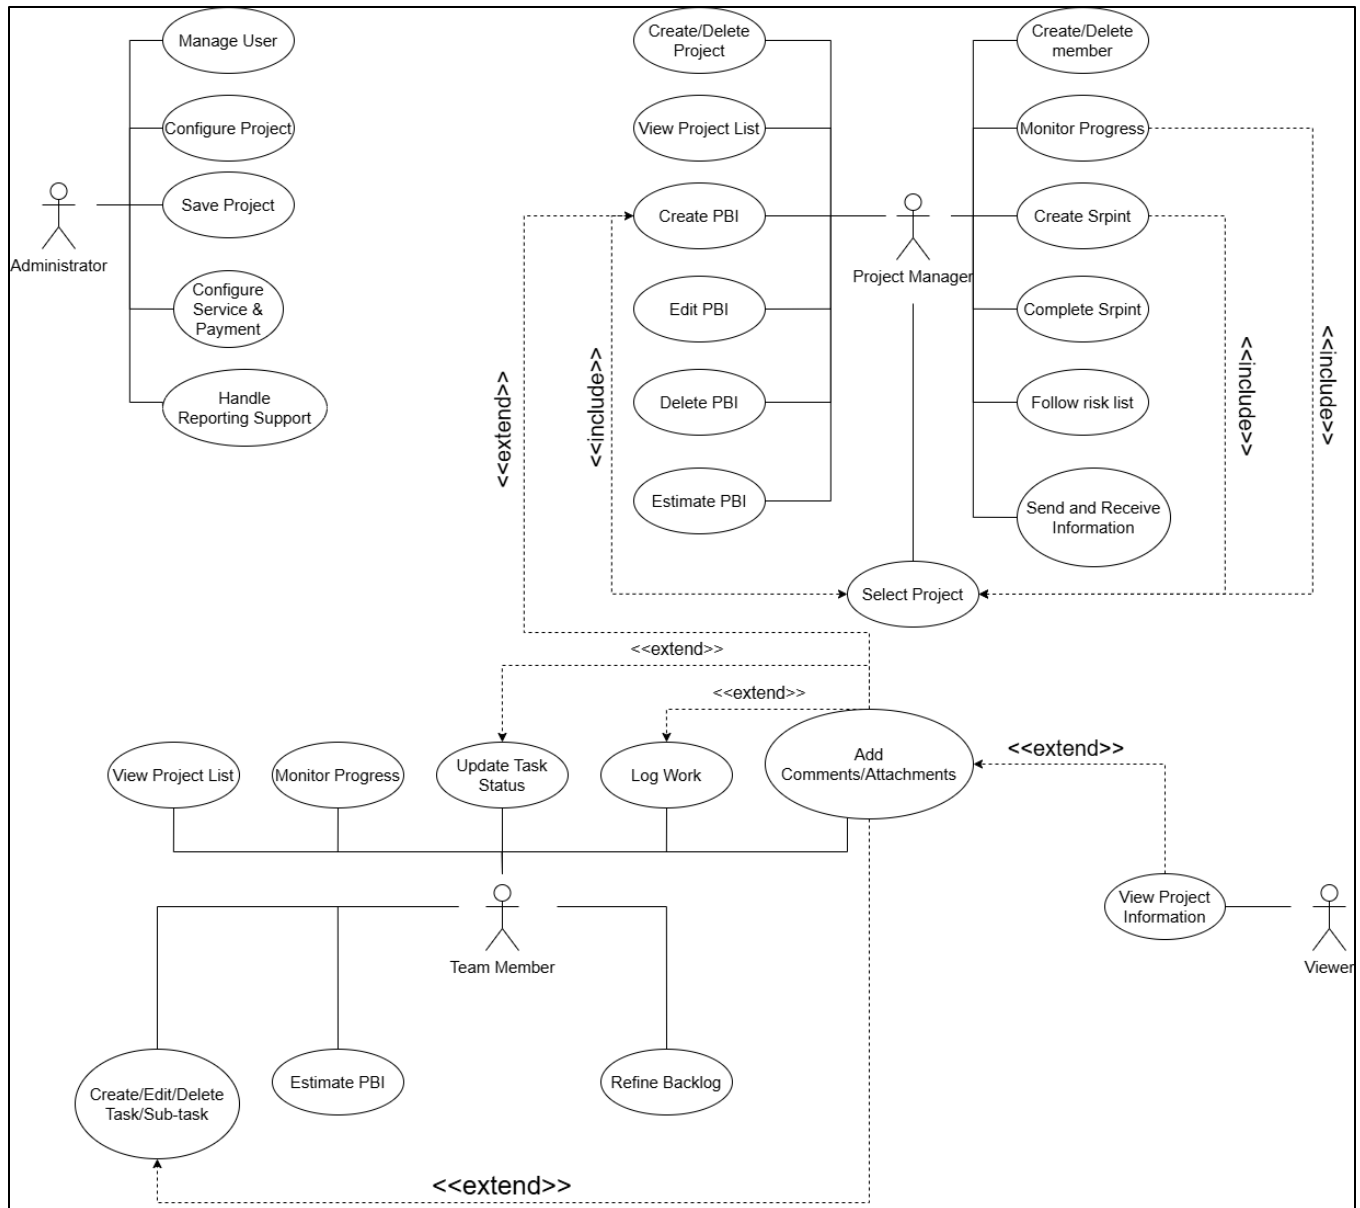 Manage User
Configure Project
Save Project
Administrator
Configure
Service &
Payment
Handle
Reporting Support
Create/Delete
Project
View Project List
Create PBI
Edit PBI
Delete PBI
Estimate PBI
Project Manager
Create/Delete
member
Monitor Progress
Create Srpint
Complete Srpint
Follow risk list
Send and Receive
Information
Select Project
<<extend>>
<<include>>
<<include>>
<<include>>
<<extend>>
<<extend>>
View Project List
Monitor Progress
Update Task
Status
Log Work
Add
Comments/Attachments
<<extend>>
View Project
Information
Viewer
Team Member
Create/Edit/Delete
Task/Sub-task
Estimate PBI
Refine Backlog
<<extend>>